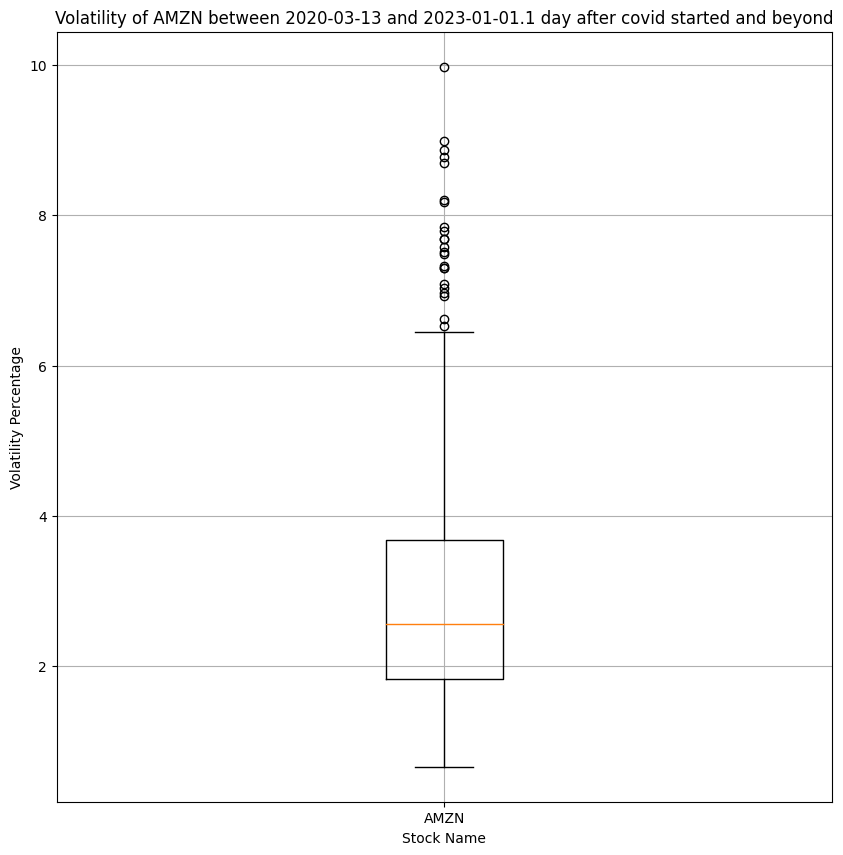 Volatility of AMZN between 2020-03-13 and 2023-01-01.1 day after covid started and beyond
10
8
6
4
2
Volatility Percentage
AMZN
Stock Name